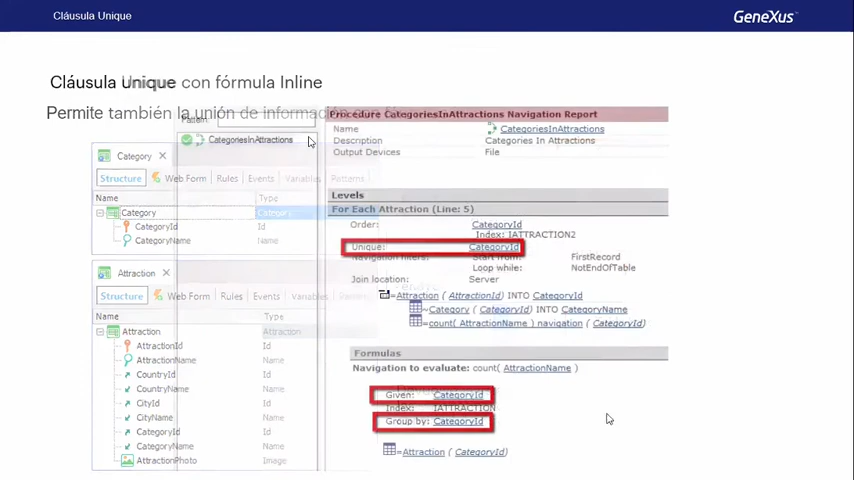 Cláusula Unique
GeneXus
Cláusula Unique con fórmula Inline
Permite también la unión de información con
Pattern:
CategoriesInAttractions
Procedure CategoriesInAttractions Navigation Report
Name CategoriesInAttractions
Description Categories In Attractions
Output Devices File
Levels
For Each Attraction (Line: 5)
Order: CategoryId
Index: IATTRACTION2
Unique: CategoryId
Navigation filters: Start from: FirstRecord
Loop while: NotEndOfTable
Join location: Server
=Attraction ( AttractionId ) INTO CategoryId
~Category ( CategoryId ) INTO CategoryName
=count( AttractionName ) navigation ( CategoryId )
Formulas
Navigation to evaluate: count( AttractionName )
Given: CategoryId
Index: IATTRACTION
Group by: CategoryId
=Attraction ( CategoryId )
Category
Structure Web Form Rules Events Variables Patterns
Name Type
Category Category
CategoryId Id
CategoryName Name
Attraction
Structure Web Form Rules Events Variables Patterns
Name Type
Attraction Attraction
AttractionId Id
AttractionName Name
CountryId Id
CountryName Name
CityId Id
CityName Name
CategoryId Id
CategoryName Name
AttractionPhoto Image